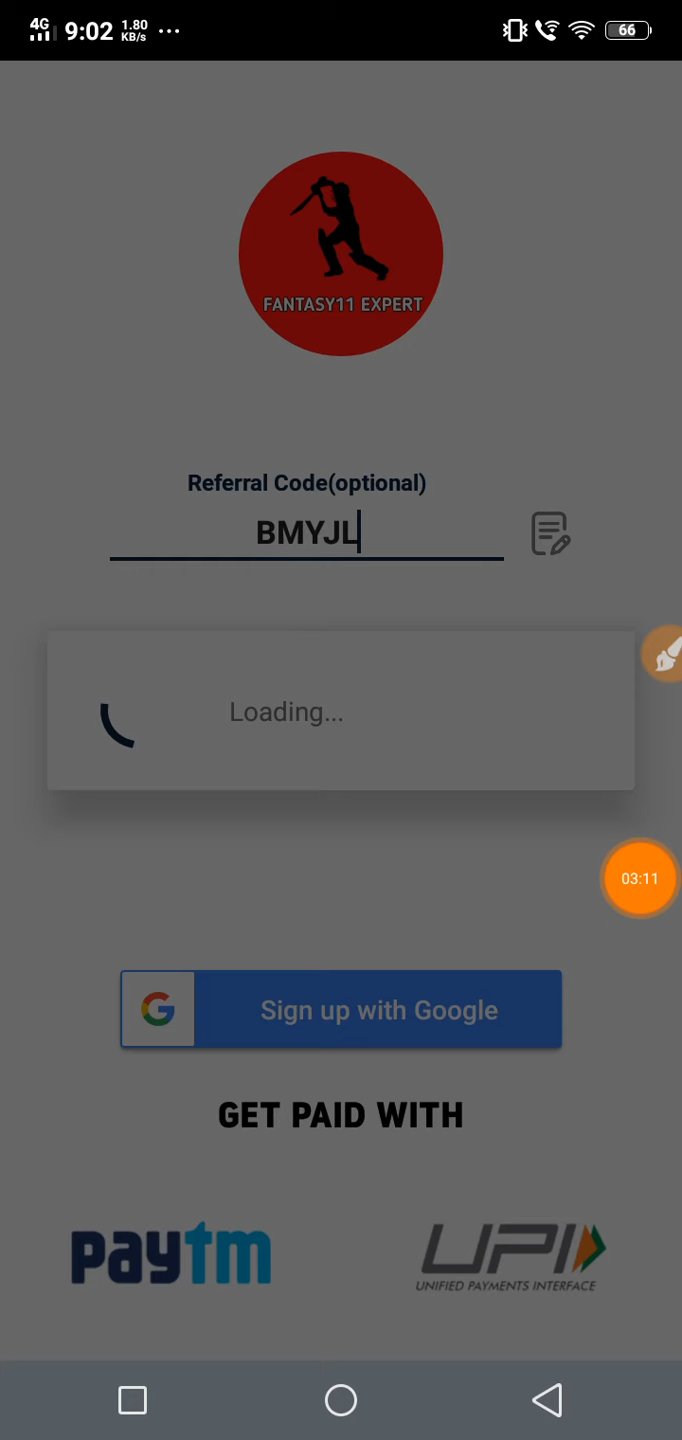 4G 9:02 1.80 KB/s ... 66
FANTASY11 EXPERT
Referral Code(optional)
BMYJL
Loading...
03:11
G Sign up with Google
GET PAID WITH
paytm UPI
UNIFIED PAYMENTS INTERFACE